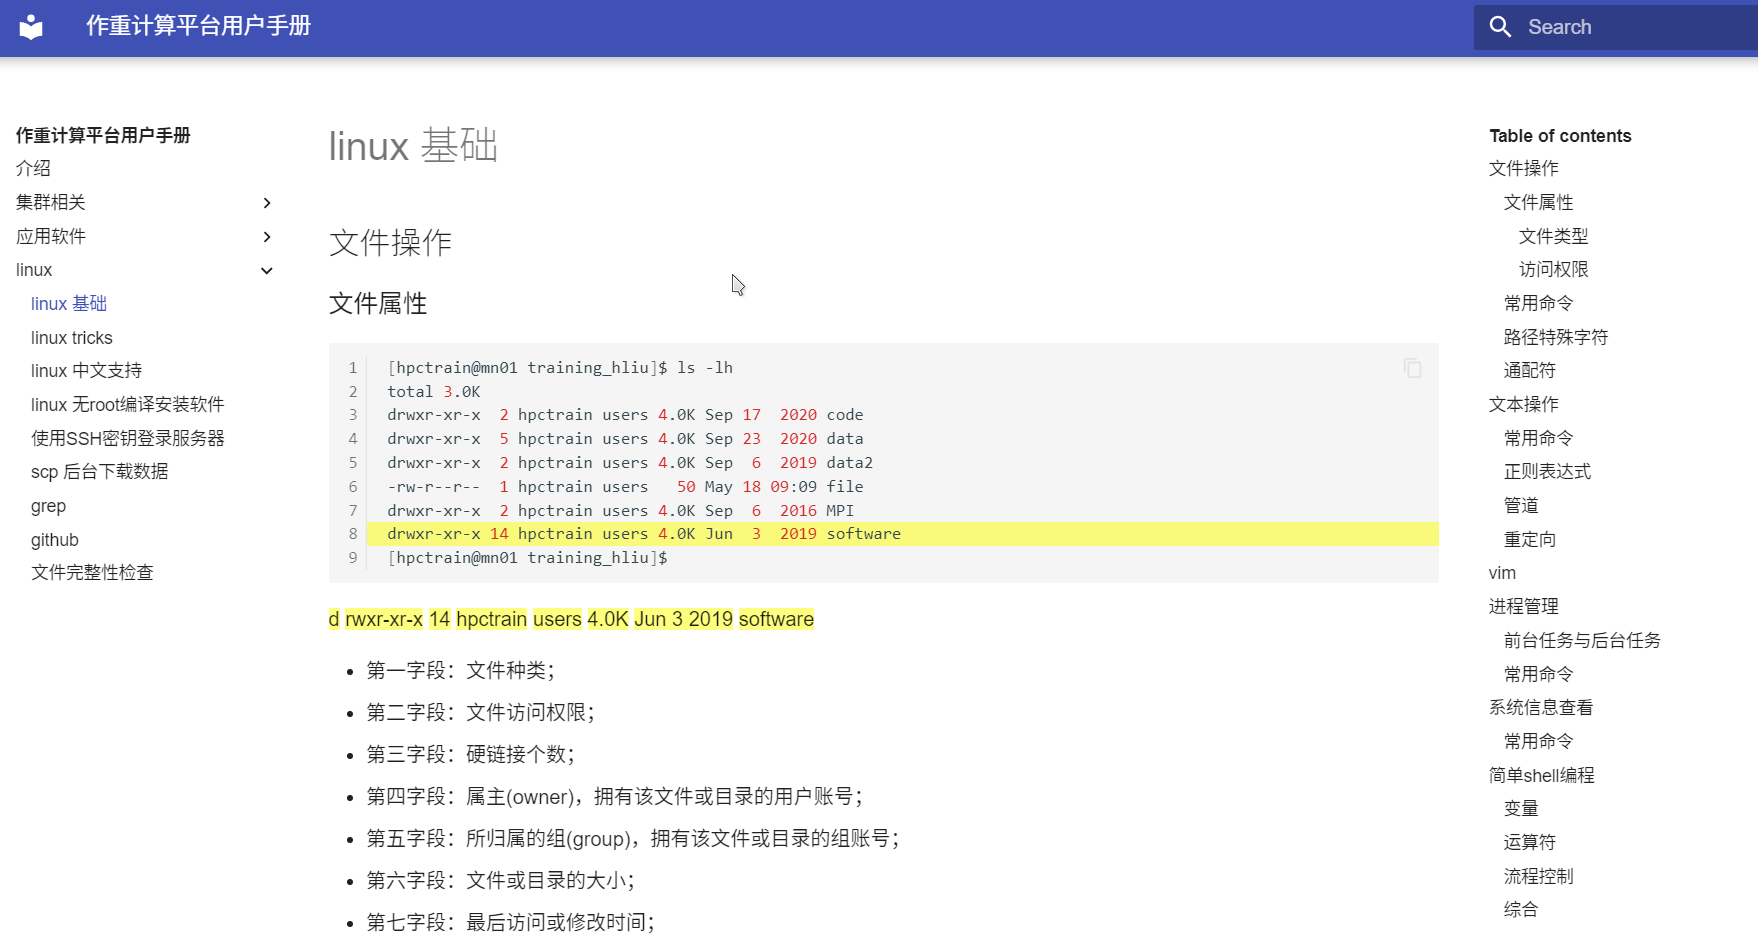 作重计算平台用户手册
Search
作重计算平台用户手册
介绍
集群相关
应用软件
linux
linux 基础
linux tricks
linux 中文支持
linux 无root编译安装软件
使用SSH密钥登录服务器
scp 后台下载数据
grep
github
文件完整性检查
linux 基础
文件操作
文件属性
1 [hpctrain@mn01 training_hliu]$ ls -lh
2 total 3.0K
3 drwxr-xr-x  2 hpctrain users 4.0K Sep 17  2020 code
4 drwxr-xr-x  5 hpctrain users 4.0K Sep 23  2020 data
5 drwxr-xr-x  2 hpctrain users 4.0K Sep  6  2019 data2
6 -rw-r--r--  1 hpctrain users   50 May 18 09:09 file
7 drwxr-xr-x  2 hpctrain users 4.0K Sep  6  2016 MPI
8 drwxr-xr-x 14 hpctrain users 4.0K Jun  3  2019 software
9 [hpctrain@mn01 training_hliu]$
d rwxr-xr-x 14 hpctrain users 4.0K Jun 3 2019 software
• 第一字段：文件种类；
• 第二字段：文件访问权限；
• 第三字段：硬链接个数；
• 第四字段：属主(owner)，拥有该文件或目录的用户账号；
• 第五字段：所归属的组(group)，拥有该文件或目录的组账号；
• 第六字段：文件或目录的大小；
• 第七字段：最后访问或修改时间；
Table of contents
文件操作
文件属性
文件类型
访问权限
常用命令
路径特殊字符
通配符
文本操作
常用命令
正则表达式
管道
重定向
vim
进程管理
前台任务与后台任务
常用命令
系统信息查看
常用命令
简单shell编程
变量
运算符
流程控制
综合